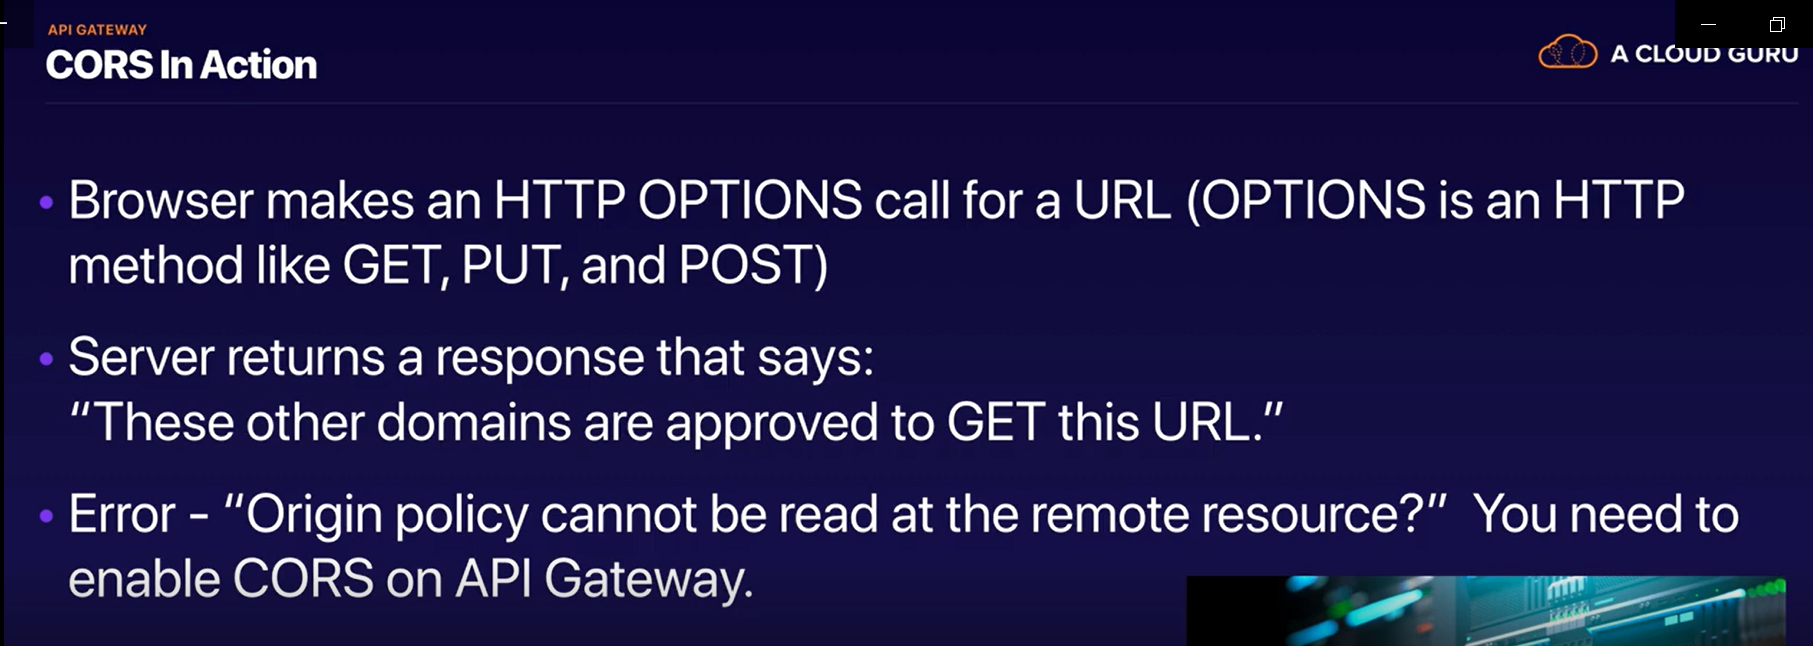 API GATEWAY
CORS In Action
A CLOUD GURU
• Browser makes an HTTP OPTIONS call for a URL (OPTIONS is an HTTP
method like GET, PUT, and POST)
• Server returns a response that says:
“These other domains are approved to GET this URL.”
• Error - “Origin policy cannot be read at the remote resource?” You need to
enable CORS on API Gateway.